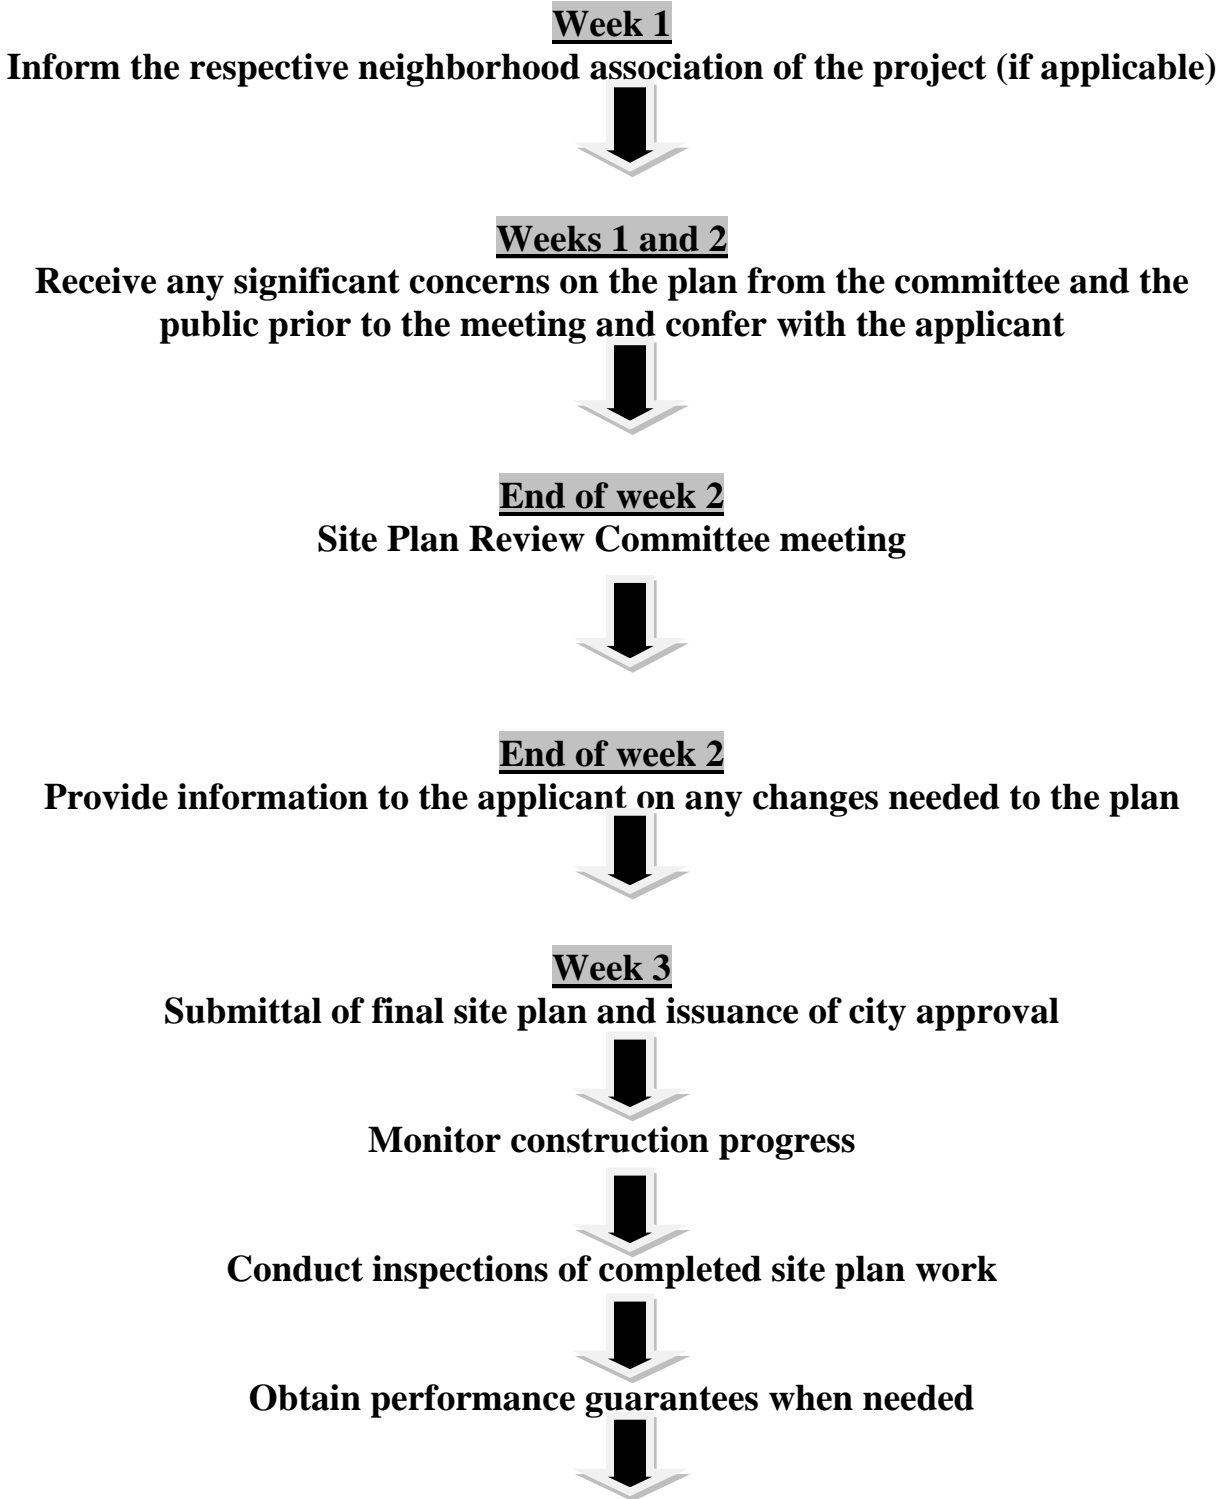 Week 1
Inform the respective neighborhood association of the project (if applicable)
Weeks 1 and 2
Receive any significant concerns on the plan from the committee and the
public prior to the meeting and confer with the applicant
End of week 2
Site Plan Review Committee meeting
End of week 2
Provide information to the applicant on any changes needed to the plan
Week 3
Submittal of final site plan and issuance of city approval
Monitor construction progress
Conduct inspections of completed site plan work
Obtain performance guarantees when needed